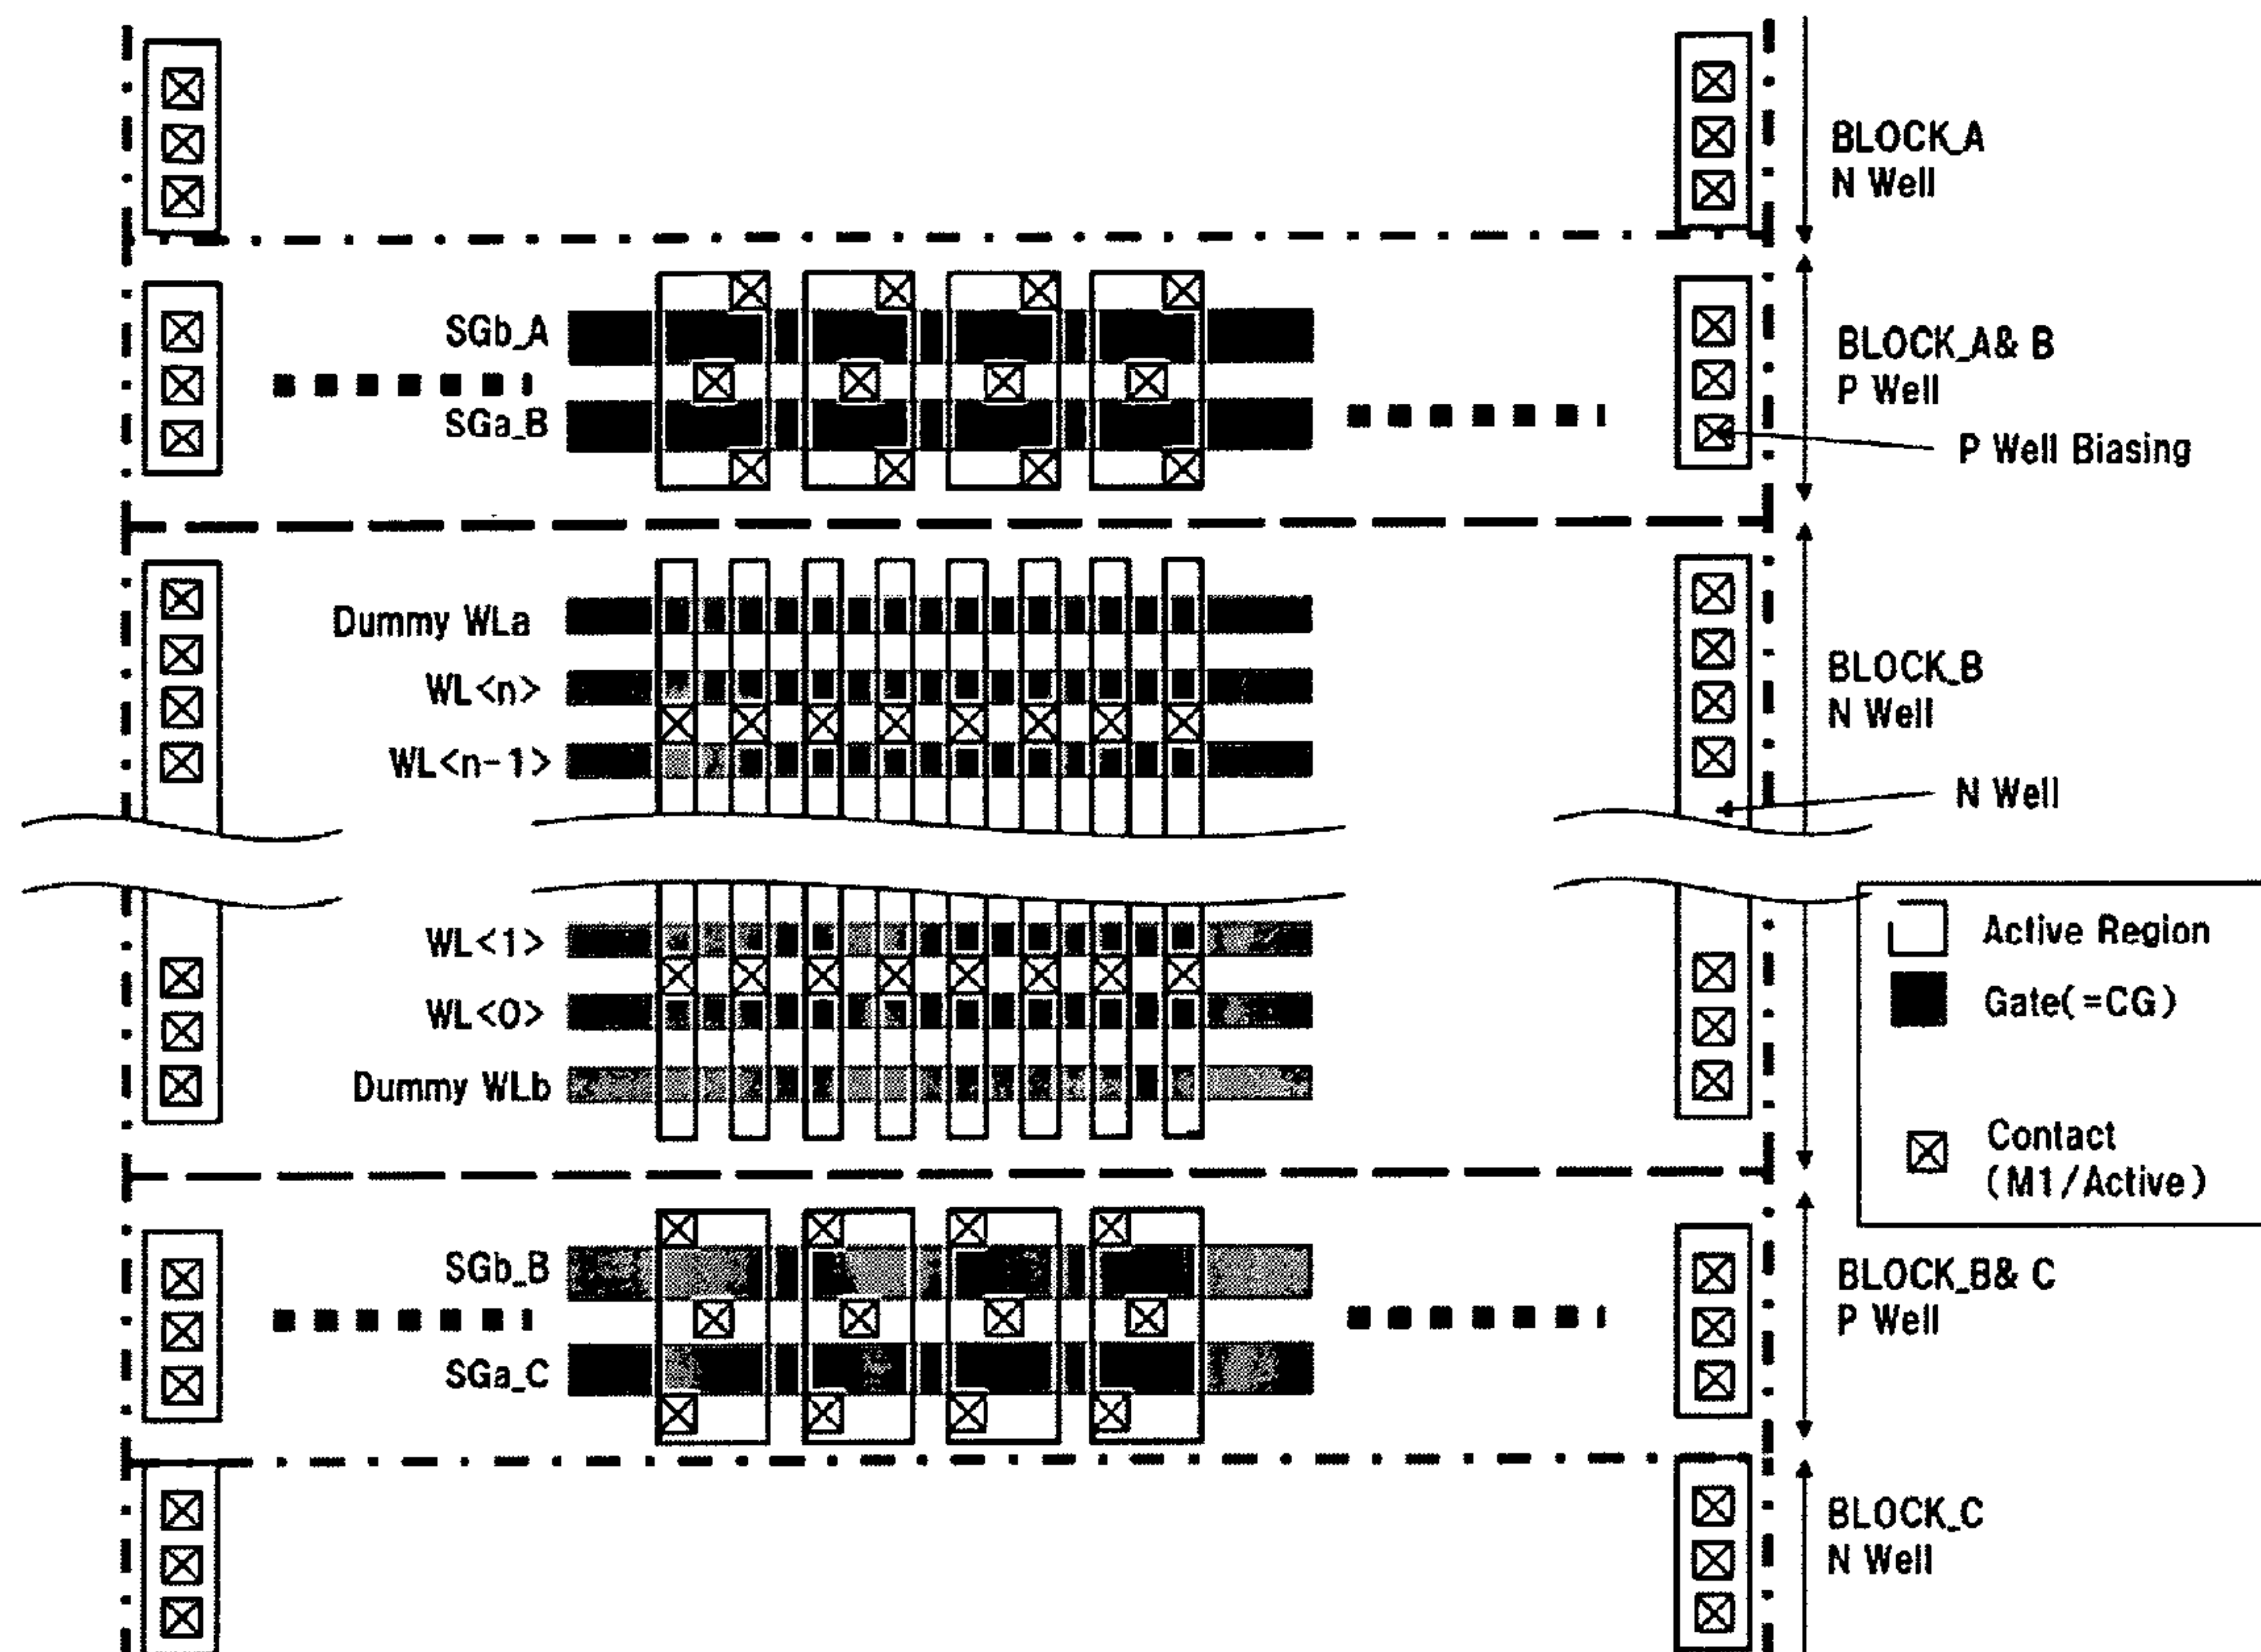 BLOCK_A
N Well
SGb_A
SGa_B
BLOCK_A& B
P Well
P Well Biasing
Dummy WLa
WL<n>
WL<n-1>
BLOCK_B
N Well
N Well
WL<1>
WL<0>
Dummy WLb
Active Region
Gate(=CG)
Contact
(M1/Active)
SGb_B
SGa_C
BLOCK_B& C
P Well
BLOCK_C
N Well